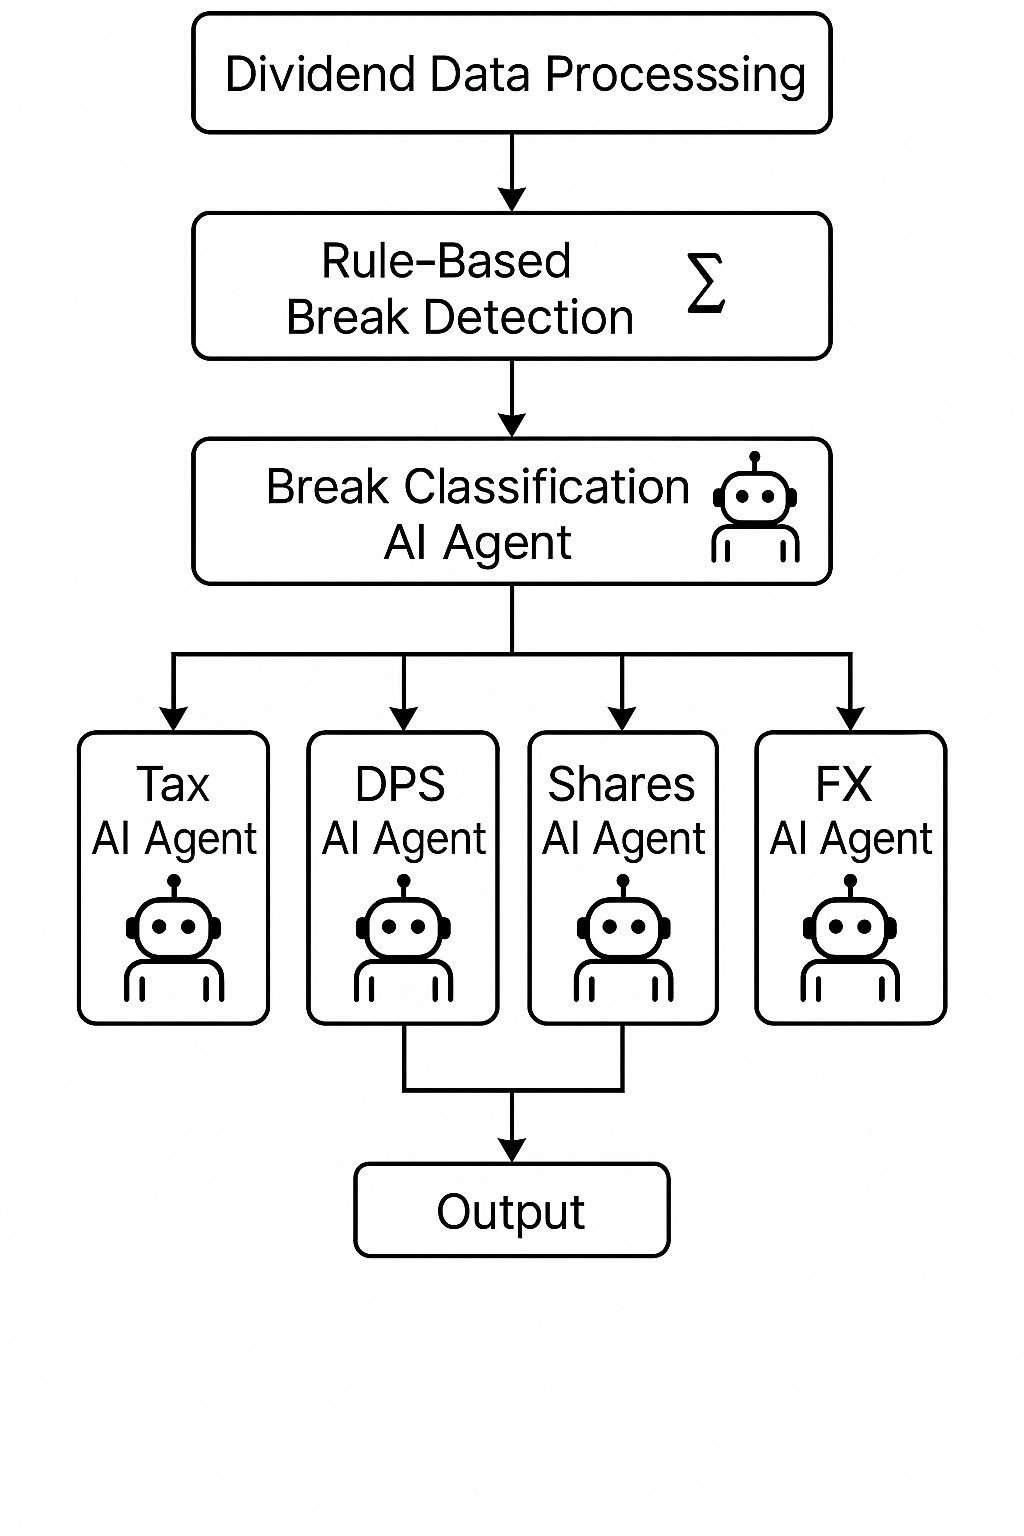 Dividend Data Processsing
Rule-Based
Break Detection
Σ
Break Classification
AI Agent
Tax
AI Agent
DPS
AI Agent
Shares
AI Agent
FX
AI Agent
Output